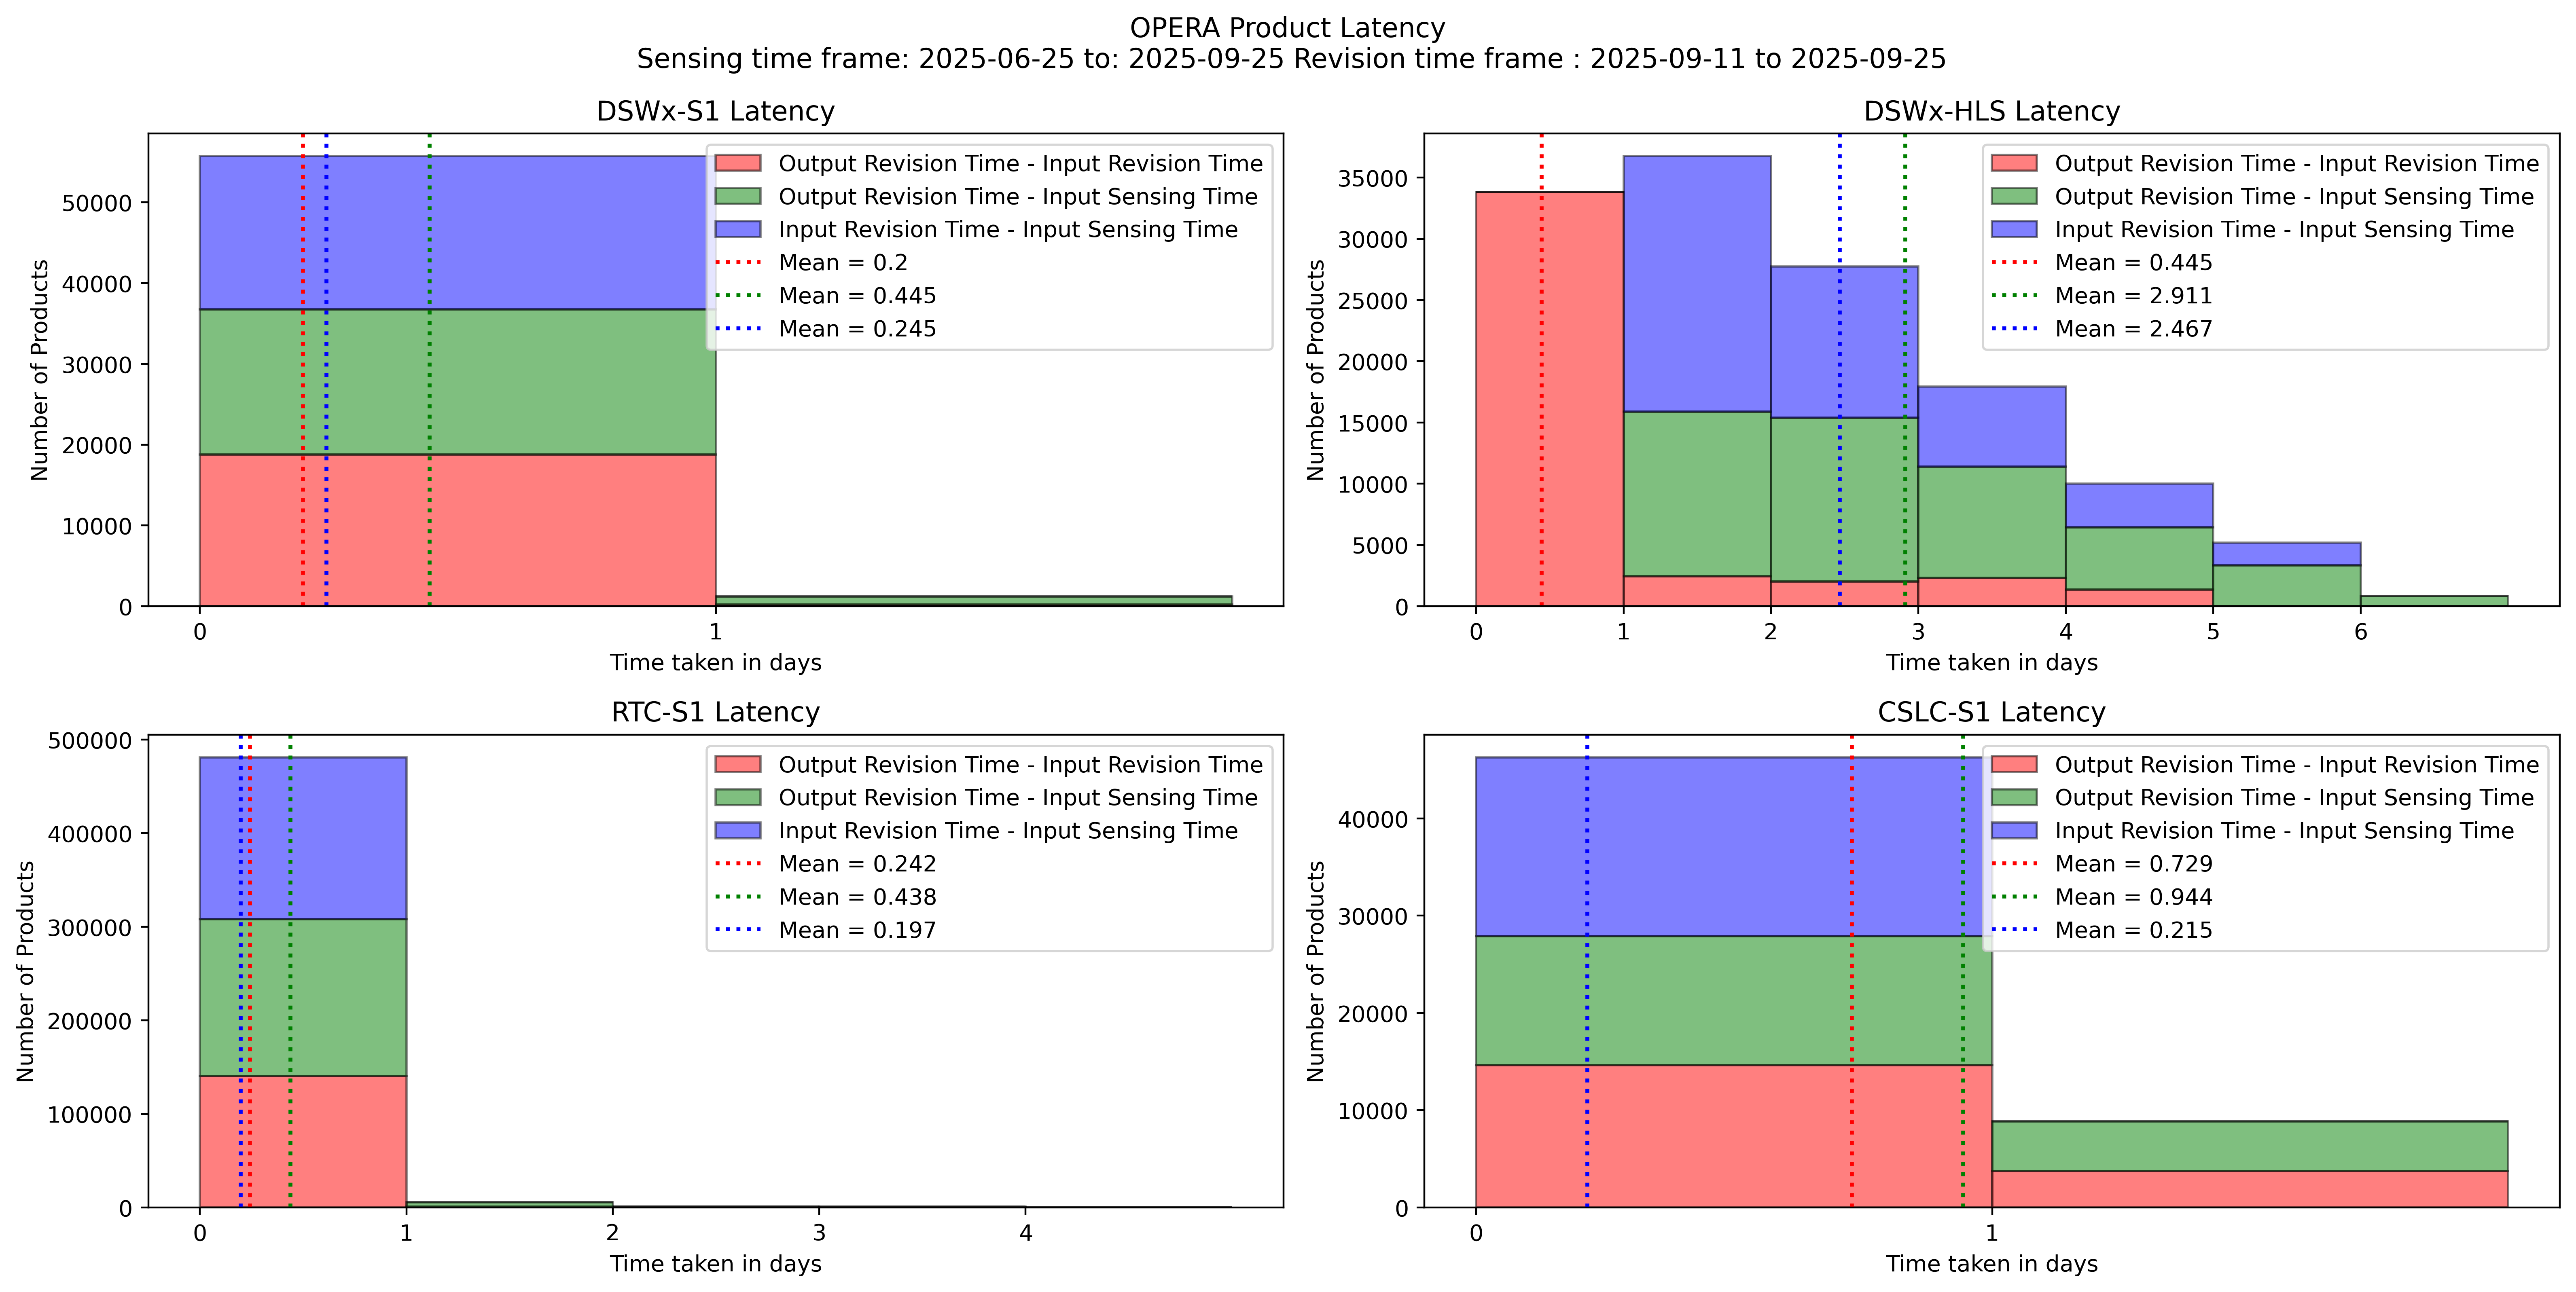 OPERA Product Latency
Sensing time frame: 2025-06-25 to: 2025-09-25 Revision time frame : 2025-09-11 to 2025-09-25
DSWx-S1 Latency
Number of Products
50000
40000
30000
20000
10000
0
Output Revision Time - Input Revision Time
Output Revision Time - Input Sensing Time
Input Revision Time - Input Sensing Time
Mean = 0.2
Mean = 0.445
Mean = 0.245
0 1
Time taken in days
DSWx-HLS Latency
Number of Products
35000
30000
25000
20000
15000
10000
5000
0
Output Revision Time - Input Revision Time
Output Revision Time - Input Sensing Time
Input Revision Time - Input Sensing Time
Mean = 0.445
Mean = 2.911
Mean = 2.467
0 1 2 3 4 5 6
Time taken in days
RTC-S1 Latency
Number of Products
500000
400000
300000
200000
100000
0
Output Revision Time - Input Revision Time
Output Revision Time - Input Sensing Time
Input Revision Time - Input Sensing Time
Mean = 0.242
Mean = 0.438
Mean = 0.197
0 1 2 3 4
Time taken in days
CSLC-S1 Latency
Number of Products
40000
30000
20000
10000
0
Output Revision Time - Input Revision Time
Output Revision Time - Input Sensing Time
Input Revision Time - Input Sensing Time
Mean = 0.729
Mean = 0.944
Mean = 0.215
0 1
Time taken in days